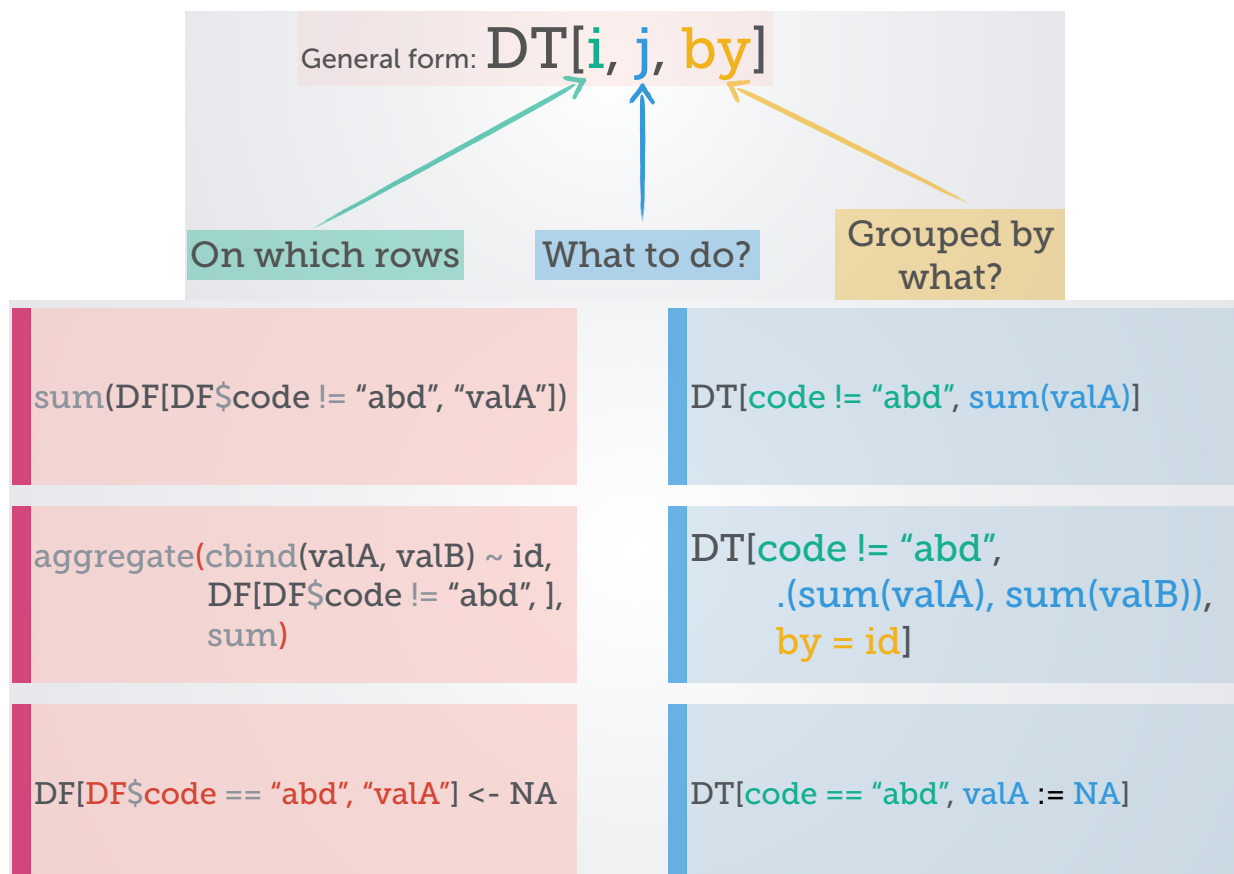 General form: DT[i, j, by]
On which rows
What to do?
Grouped by
what?
sum(DF[DF$code != “abd”, “valA”])
DT[code != “abd”, sum(valA)]
aggregate(cbind(valA, valB) ~ id,
DF[DF$code != “abd”, ],
sum)
DT[code != “abd”,
.(sum(valA), sum(valB)),
by = id]
DF[DF$code == “abd”, “valA”] <- NA
DT[code == “abd”, valA := NA]